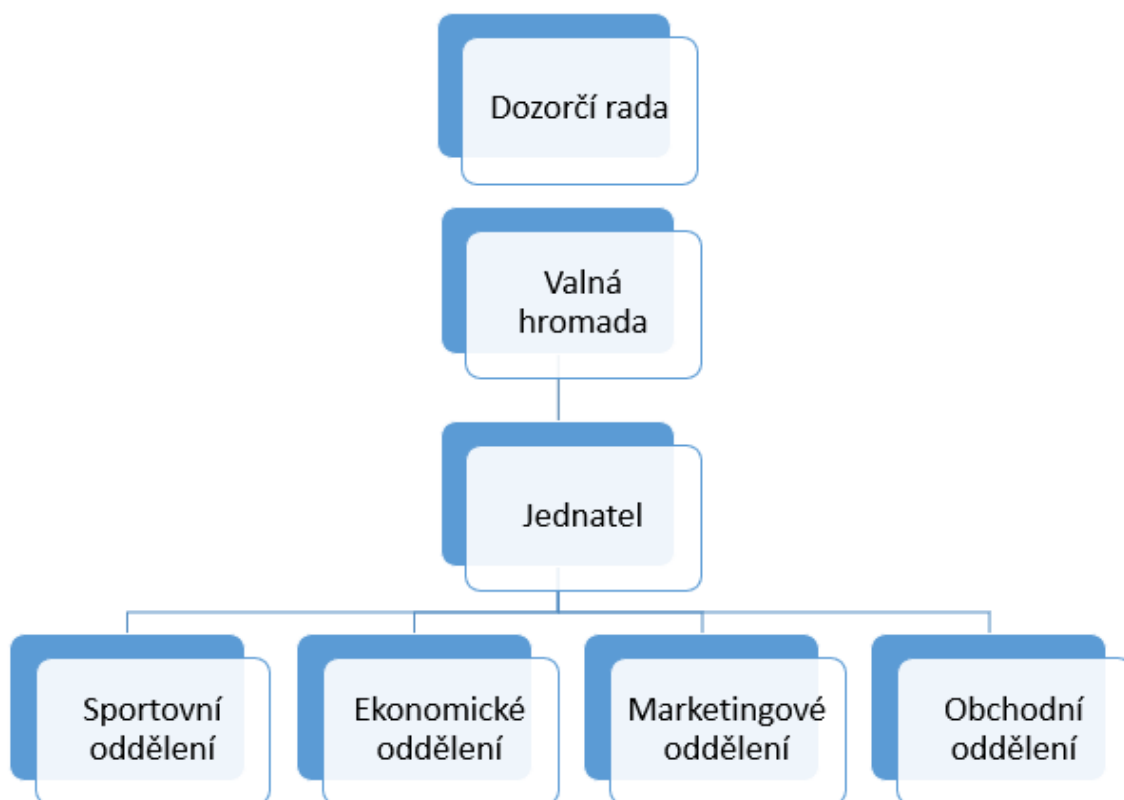 Dozorčí rada
Valná
hromada
Jednatel
Sportovní
oddělení
Ekonomické
oddělení
Marketingové
oddělení
Obchodní
oddělení